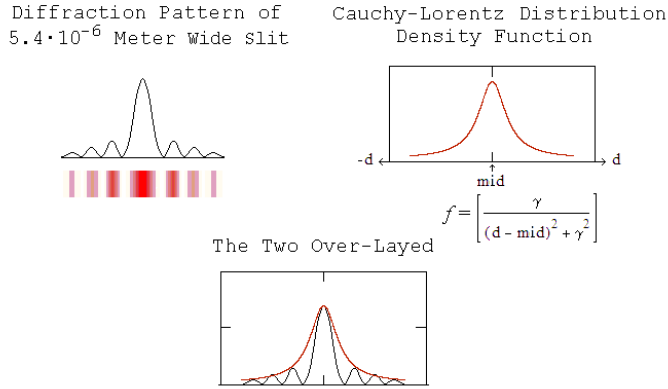 Diffraction Pattern of
5.4·10⁻⁶ Meter Wide Slit
Cauchy-Lorentz Distribution
Density Function
-d
d
mid
f = [γ / ((d – mid)² + γ²)]
The Two Over-Layed